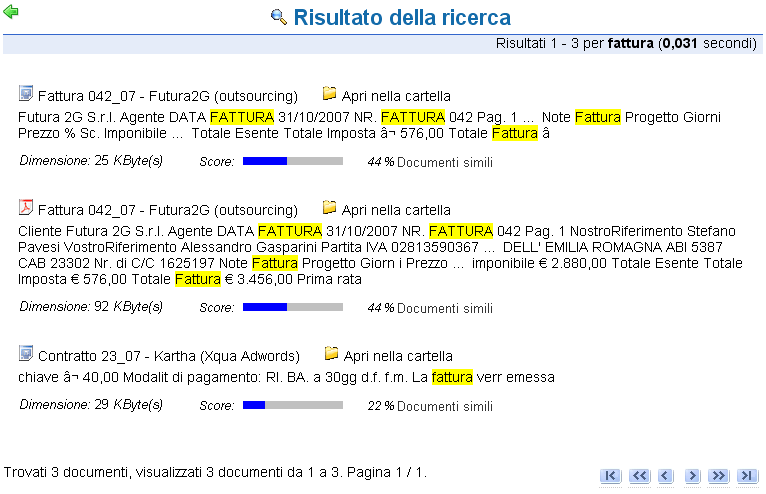 Risultato della ricerca
Risultati 1 - 3 per fattura (0,031 secondi)
Fattura 042_07 - Futura2G (outsourcing) Apri nella cartella
Futura 2G S.r.l. Agente DATA FATTURA 31/10/2007 NR. FATTURA 042 Pag. 1 ... Note Fattura Progetto Giorni
Prezzo % Sc. Imponibile ... Totale Esente Totale Imposta â¬ 576,00 Totale Fattura â
Dimensione: 25 KByte(s) Score: 44 % Documenti simili
Fattura 042_07 - Futura2G (outsourcing) Apri nella cartella
Cliente Futura 2G S.r.l. Agente DATA FATTURA 31/10/2007 NR. FATTURA 042 Pag. 1 NostroRiferimento Stefano
Pavesi VostroRiferimento Alessandro Gasparini Partita IVA 02813590367 ... DELL' EMILIA ROMAGNA ABI 5387
CAB 23302 Nr. di C/C 1625197 Note Fattura Progetto Giorn i Prezzo ... imponibile € 2.880,00 Totale Esente Totale
Imposta € 576,00 Totale Fattura € 3.456,00 Prima rata
Dimensione: 92 KByte(s) Score: 44 % Documenti simili
Contratto 23_07 - Kartha (Xqua Adwords) Apri nella cartella
chiave â¬ 40,00 Modalit di pagamento: RI. BA. a 30gg d.f. f.m. La fattura verr emessa
Dimensione: 29 KByte(s) Score: 22 % Documenti simili
Trovati 3 documenti, visualizzati 3 documenti da 1 a 3. Pagina 1 / 1.